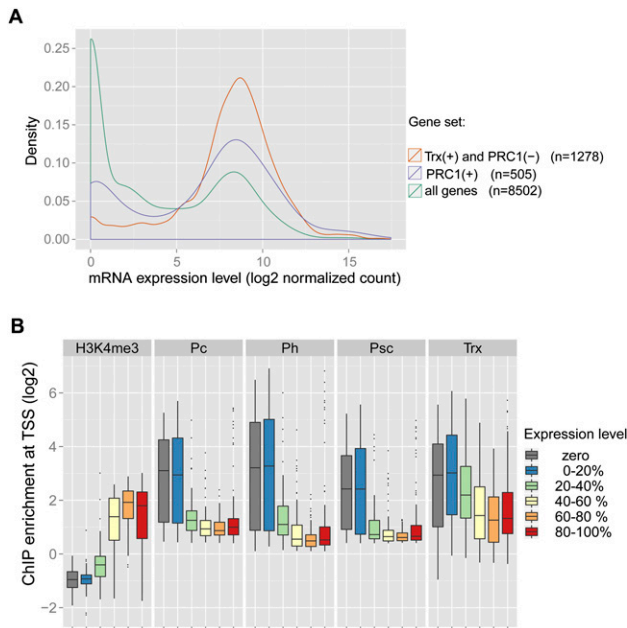 A
0.25
0.20
0.15
0.10
0.05
0.00
Density
0 5 10 15
mRNA expression level (log2 normalized count)
Gene set:
Trx(+) and PRC1(−) (n=1278)
PRC1(+) (n=505)
all genes (n=8502)
B
H3K4me3 Pc Ph Psc Trx
6
4
2
0
−2
ChIP enrichment at TSS (log2)
Expression level
zero
0-20%
20-40%
40-60 %
60-80 %
80-100%